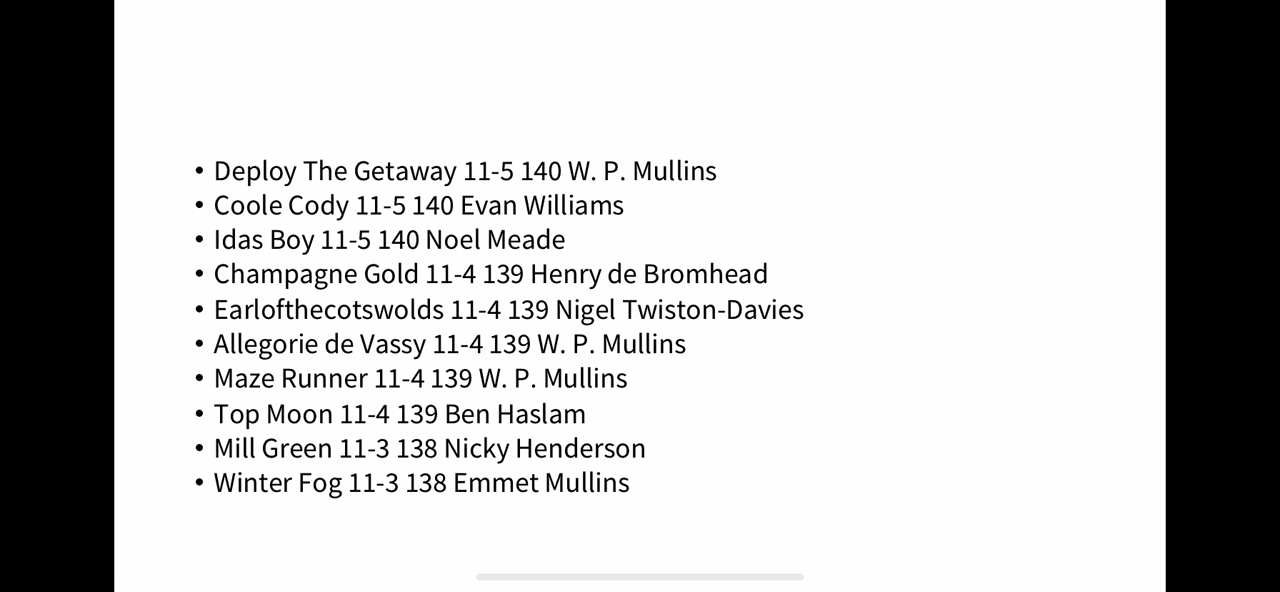 • Deploy The Getaway 11-5 140 W. P. Mullins
• Coole Cody 11-5 140 Evan Williams
• Idas Boy 11-5 140 Noel Meade
• Champagne Gold 11-4 139 Henry de Bromhead
• Earlofthecotswolds 11-4 139 Nigel Twiston-Davies
• Allegorie de Vassy 11-4 139 W. P. Mullins
• Maze Runner 11-4 139 W. P. Mullins
• Top Moon 11-4 139 Ben Haslam
• Mill Green 11-3 138 Nicky Henderson
• Winter Fog 11-3 138 Emmet Mullins